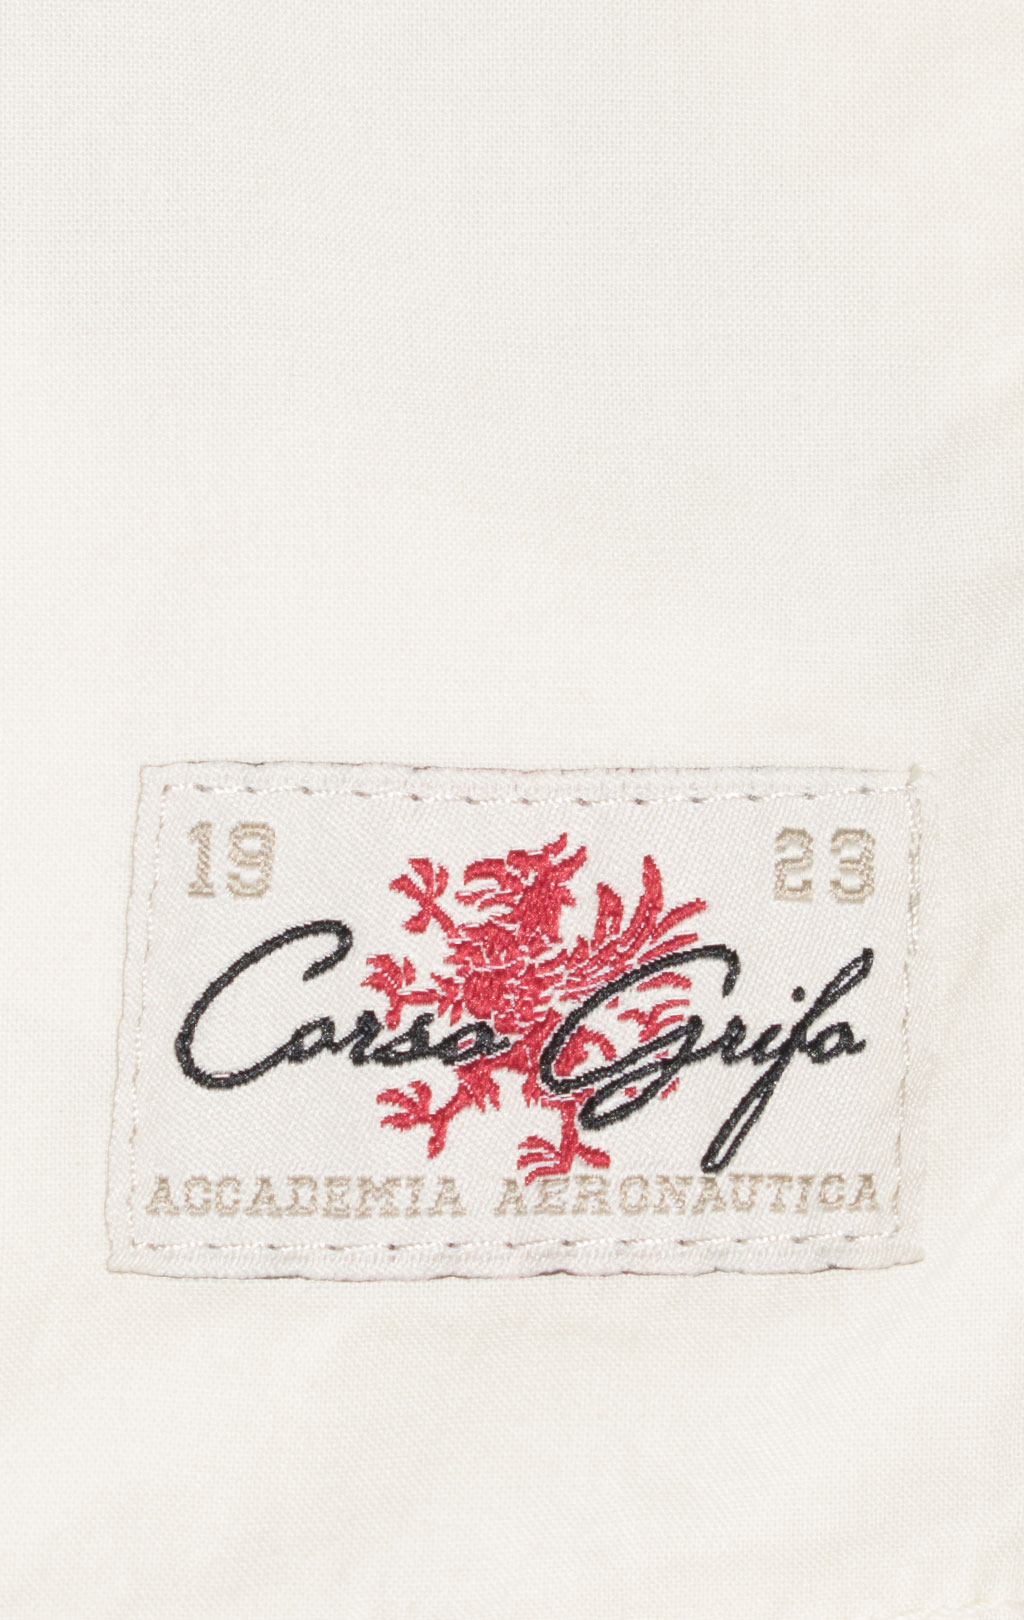 19 23
Corso Grifo
ACCADEMIA AERONAUTICA